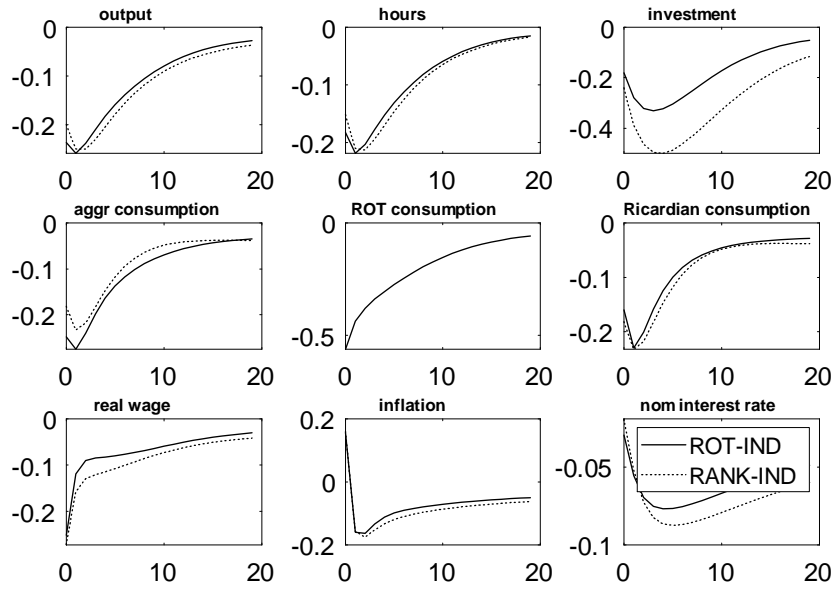 output
hours
investment
0
-0.1
-0.2
0 10 20
0
-0.1
-0.2
0 10 20
0
-0.2
-0.4
0 10 20
aggr consumption
ROT consumption
Ricardian consumption
0
-0.1
-0.2
0 10 20
0
-0.5
0 10 20
0
-0.1
-0.2
0 10 20
real wage
inflation
nom interest rate
0
-0.1
-0.2
0 10 20
0.2
0
-0.2
0 10 20
-0.05
-0.1
0 10 20
ROT-IND
RANK-IND